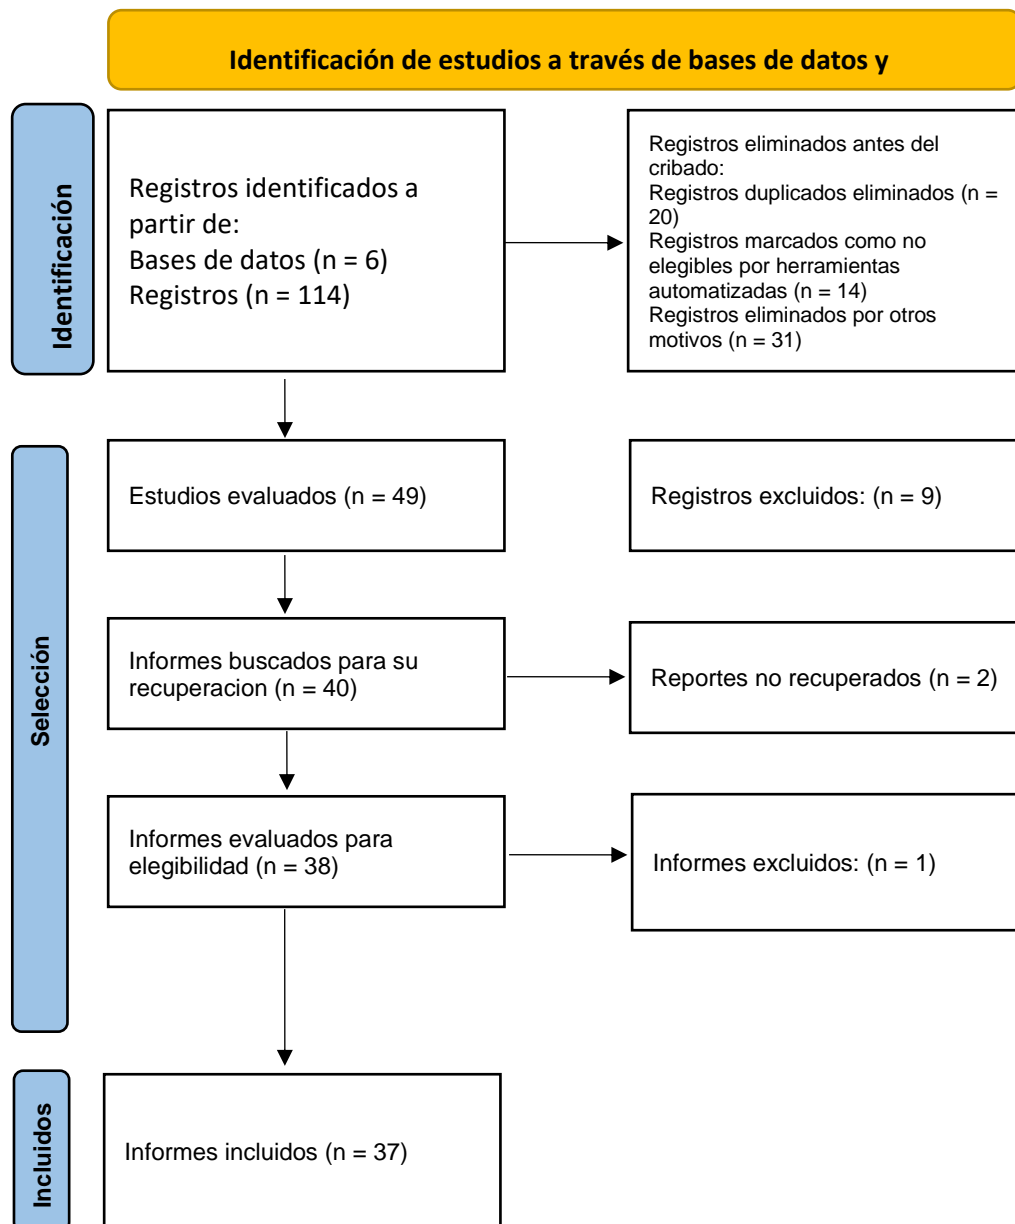 Identificación de estudios a través de bases de datos y
Identificación
Registros identificados a
partir de:
Bases de datos (n = 6)
Registros (n = 114)
Registros eliminados antes del
cribado:
Registros duplicados eliminados (n =
20)
Registros marcados como no
elegibles por herramientas
automatizadas (n = 14)
Registros eliminados por otros
motivos (n = 31)
Selección
Estudios evaluados (n = 49)
Registros excluidos: (n = 9)
Informes buscados para su
recuperacion (n = 40)
Reportes no recuperados (n = 2)
Informes evaluados para
elegibilidad (n = 38)
Informes excluidos: (n = 1)
Incluidos
Informes incluidos (n = 37)